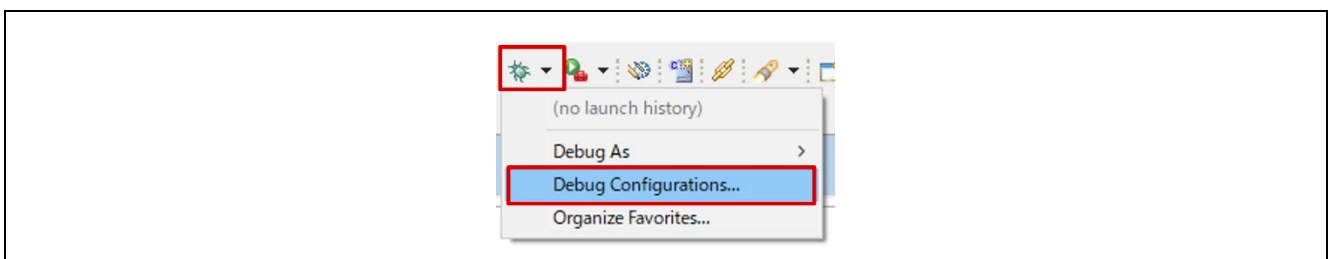 (no launch history)
Debug As
Debug Configurations...
Organize Favorites...